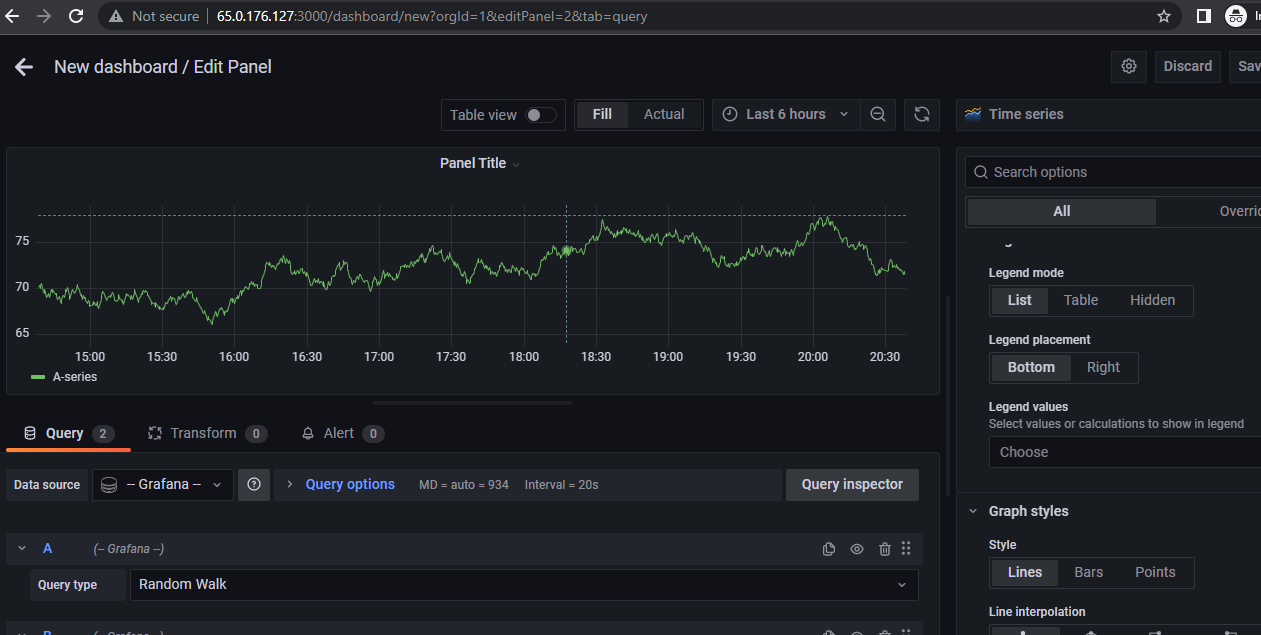 Not secure | 65.0.176.127:3000/dashboard/new?orgId=1&editPanel=2&tab=query
New dashboard / Edit Panel
Discard
Sav
Table view
Fill
Actual
Last 6 hours
Time series
Panel Title
Search options
All
Overri
75
70
65
15:00 15:30 16:00 16:30 17:00 17:30 18:00 18:30 19:00 19:30 20:00 20:30
A-series
Legend mode
List Table Hidden
Legend placement
Bottom Right
Legend values
Select values or calculations to show in legend
Choose
Query 2
Transform 0
Alert 0
Data source
-- Grafana --
Query options
MD = auto = 934
Interval = 20s
Query inspector
A
(-- Grafana --)
Query type
Random Walk
B
(-- Grafana --)
Graph styles
Style
Lines Bars Points
Line interpolation